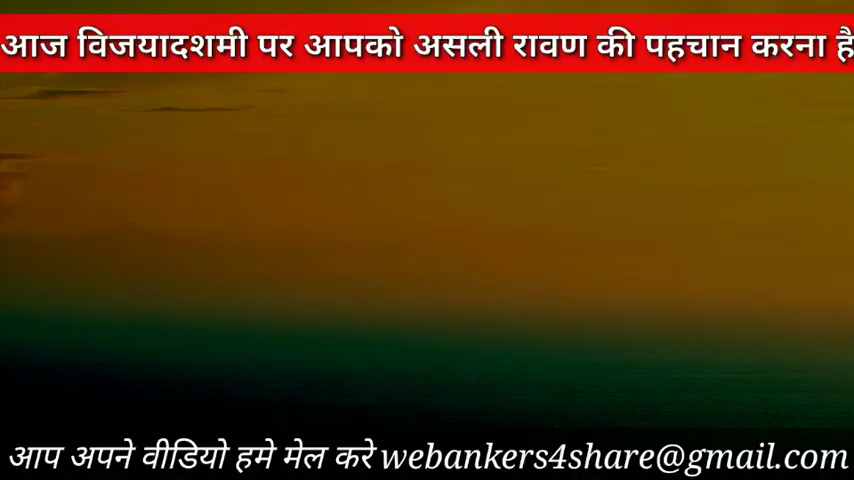 आज विजयादशमी पर आपको असली रावण की पहचान करना है
आप अपने वीडियो हमे मेल करे webankers4share@gmail.com